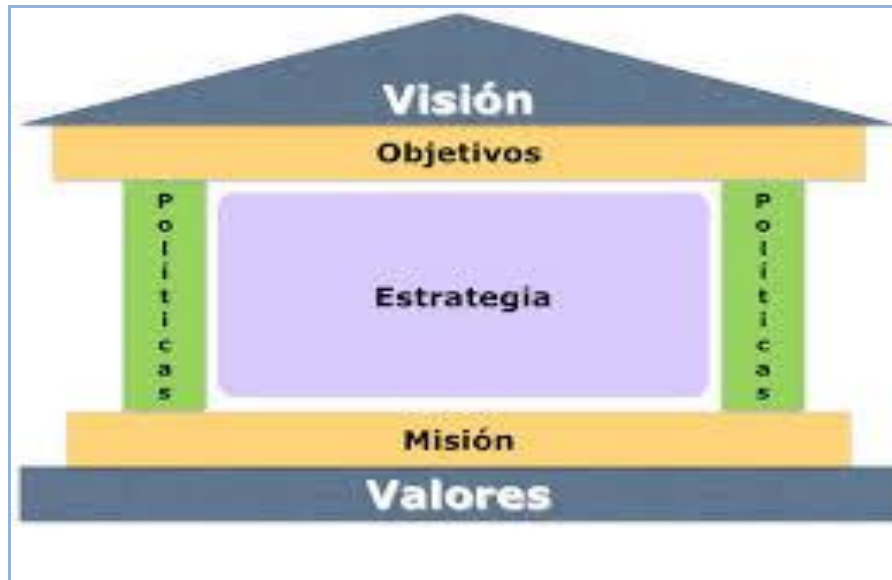 Visión
Objetivos
Políticas
Estrategia
Políticas
Misión
Valores